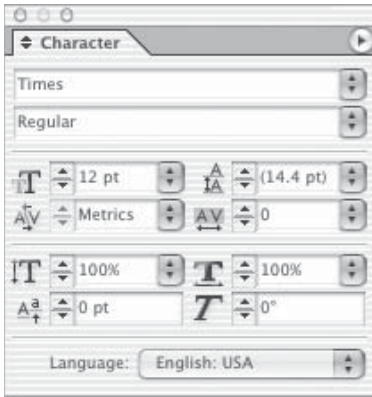 Character
Times
Regular
12 pt (14.4 pt)
Metrics 0
100% 100%
0 pt 0°
Language: English: USA